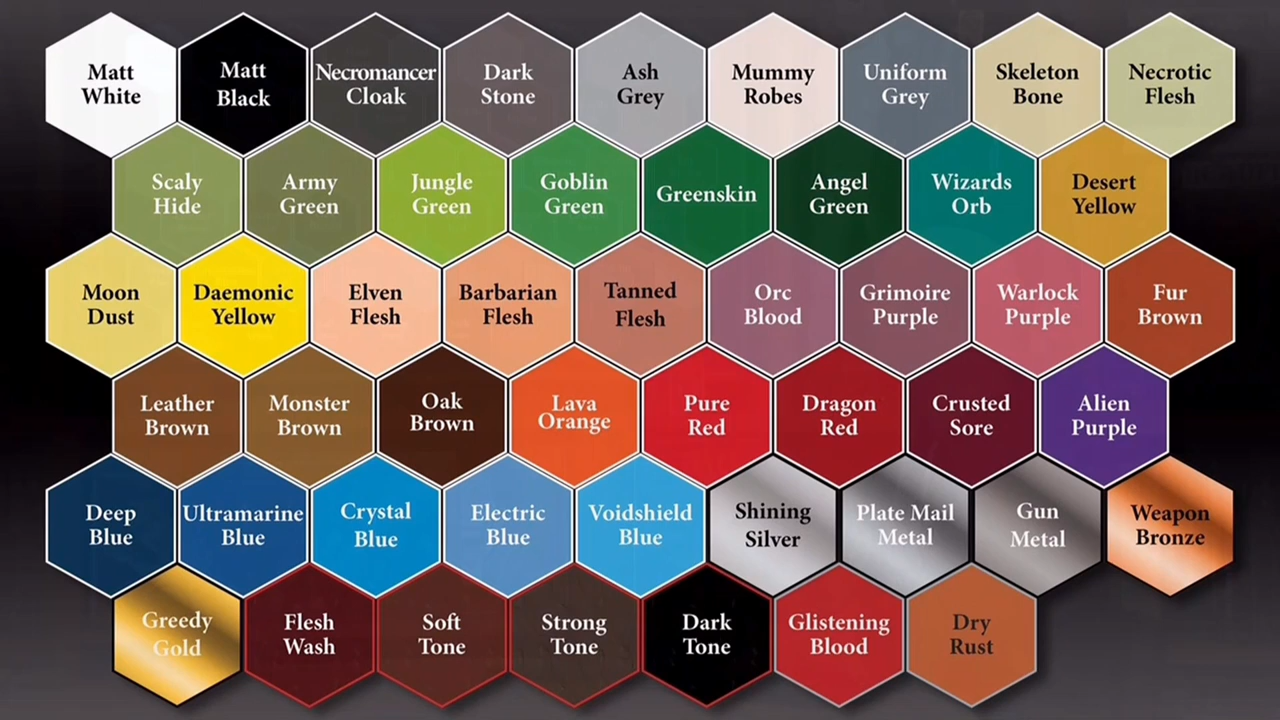 Matt
White
Matt
Black
Necromancer
Cloak
Dark
Stone
Ash
Grey
Mummy
Robes
Uniform
Grey
Skeleton
Bone
Necrotic
Flesh
Scaly
Hide
Army
Green
Jungle
Green
Goblin
Green
Greenskin
Angel
Green
Wizards
Orb
Desert
Yellow
Moon
Dust
Daemonic
Yellow
Elven
Flesh
Barbarian
Flesh
Tanned
Flesh
Orc
Blood
Grimoire
Purple
Warlock
Purple
Fur
Brown
Leather
Brown
Monster
Brown
Oak
Brown
Lava
Orange
Pure
Red
Dragon
Red
Crusted
Sore
Alien
Purple
Deep
Blue
Ultramarine
Blue
Crystal
Blue
Electric
Blue
Voidshield
Blue
Shining
Silver
Plate Mail
Metal
Gun
Metal
Weapon
Bronze
Greedy
Gold
Flesh
Wash
Soft
Tone
Strong
Tone
Dark
Tone
Glistening
Blood
Dry
Rust